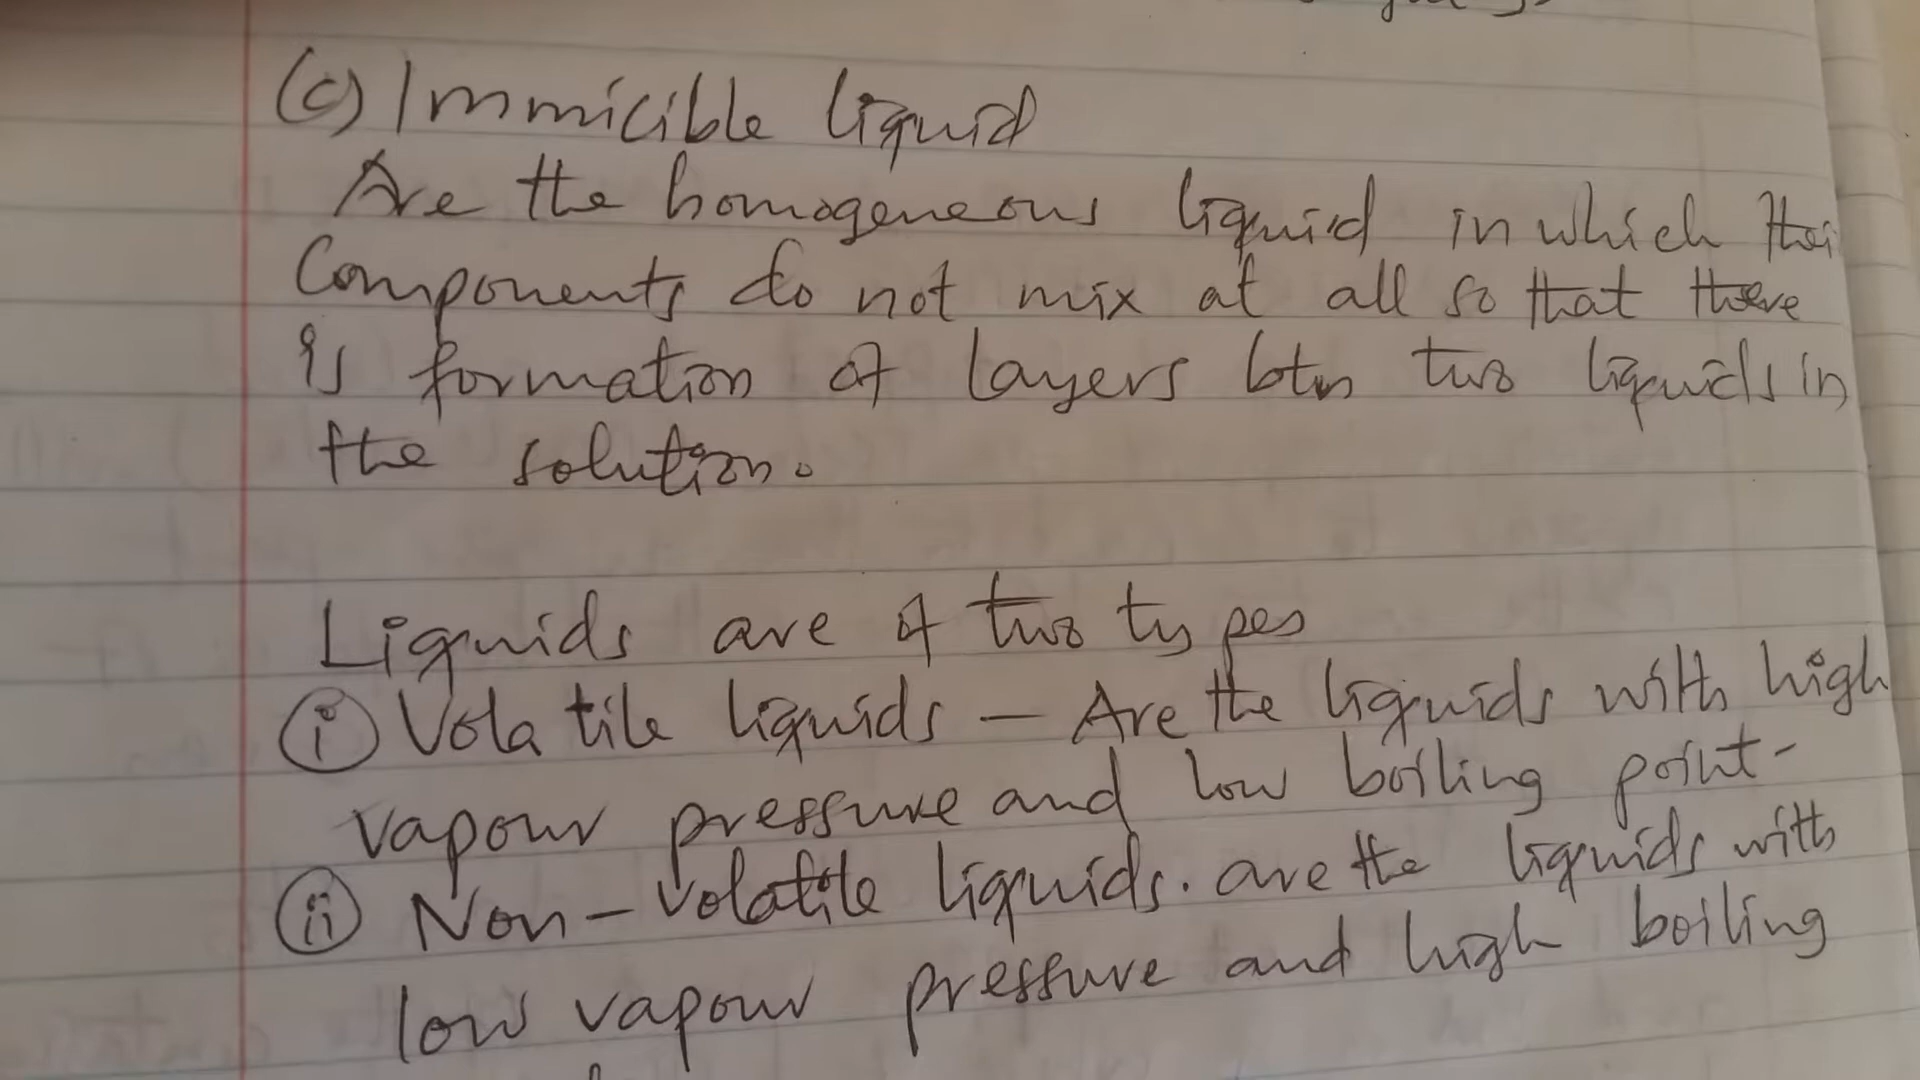 (c) Immicible liquid
Are the homogeneous liquid in which their
Components do not mix at all so that there
is formation of layers btn two liquids in
the solution.
Liquids are of two types
(i) Volatile liquids - Are the liquids with high
vapour pressure and low boiling point-
(ii) Non-volatile liquids. are the liquids with
low vapour pressure and high boiling